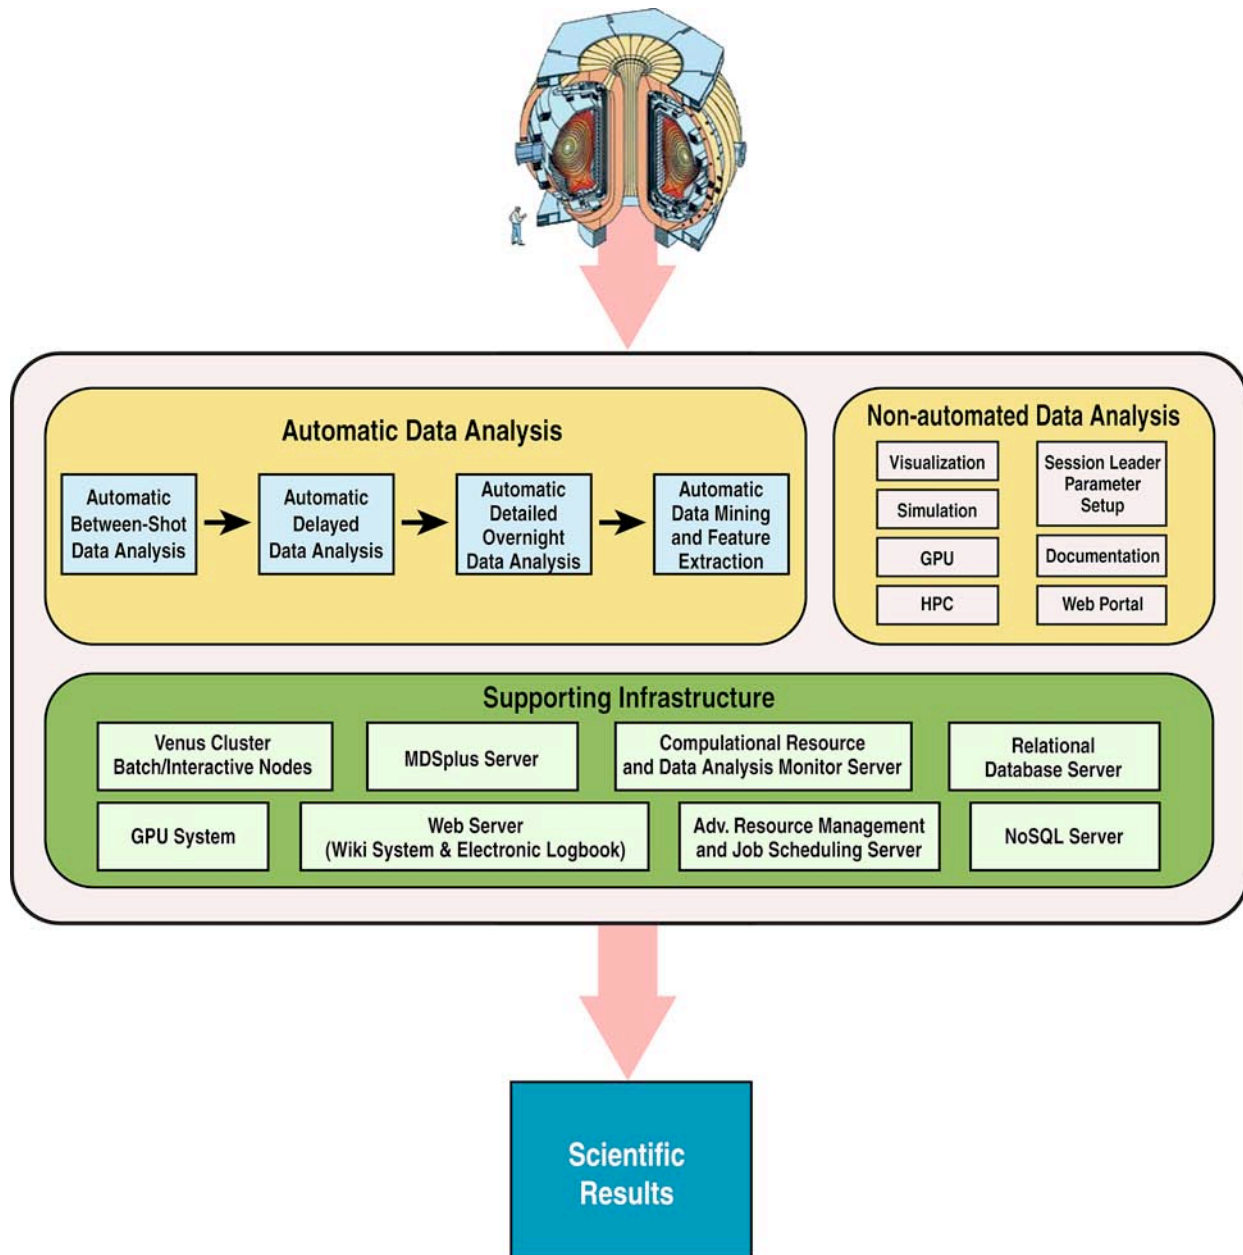 Automatic Data Analysis
Automatic
Between-Shot
Data Analysis
Automatic
Delayed
Data Analysis
Automatic
Detailed
Overnight
Data Analysis
Automatic
Data Mining
and Feature
Extraction
Non-automated Data Analysis
Visualization
Simulation
GPU
HPC
Session Leader
Parameter
Setup
Documentation
Web Portal
Supporting Infrastructure
Venus Cluster
Batch/Interactive Nodes
MDSplus Server
Compulational Resource
and Data Analysis Monitor Server
Relational
Database Server
GPU System
Web Server
(Wiki System & Electronic Logbook)
Adv. Resource Management
and Job Scheduling Server
NoSQL Server
Scientific
Results